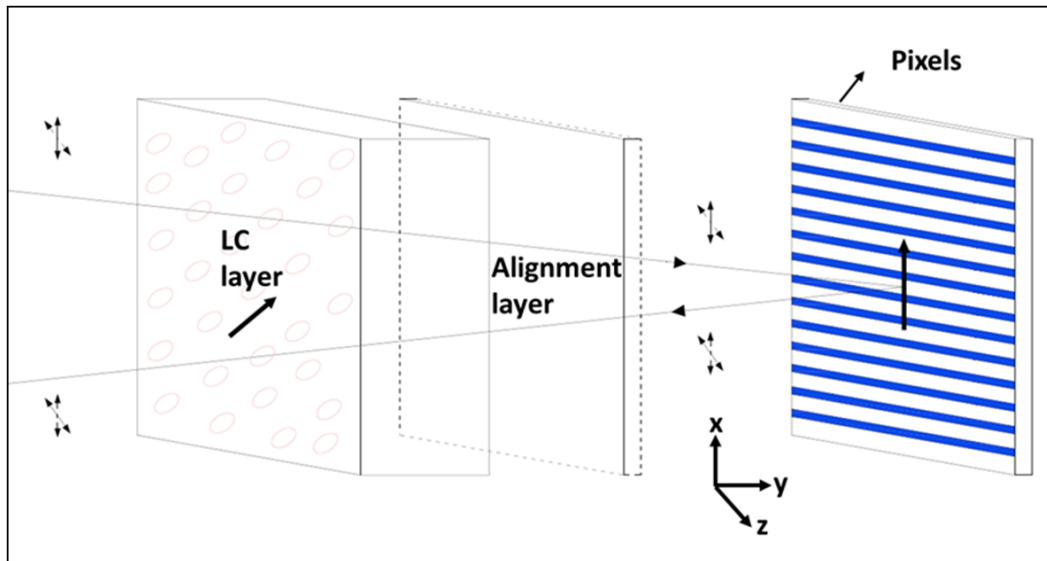 Pixels
LC
layer
Alignment
layer
x
y
z